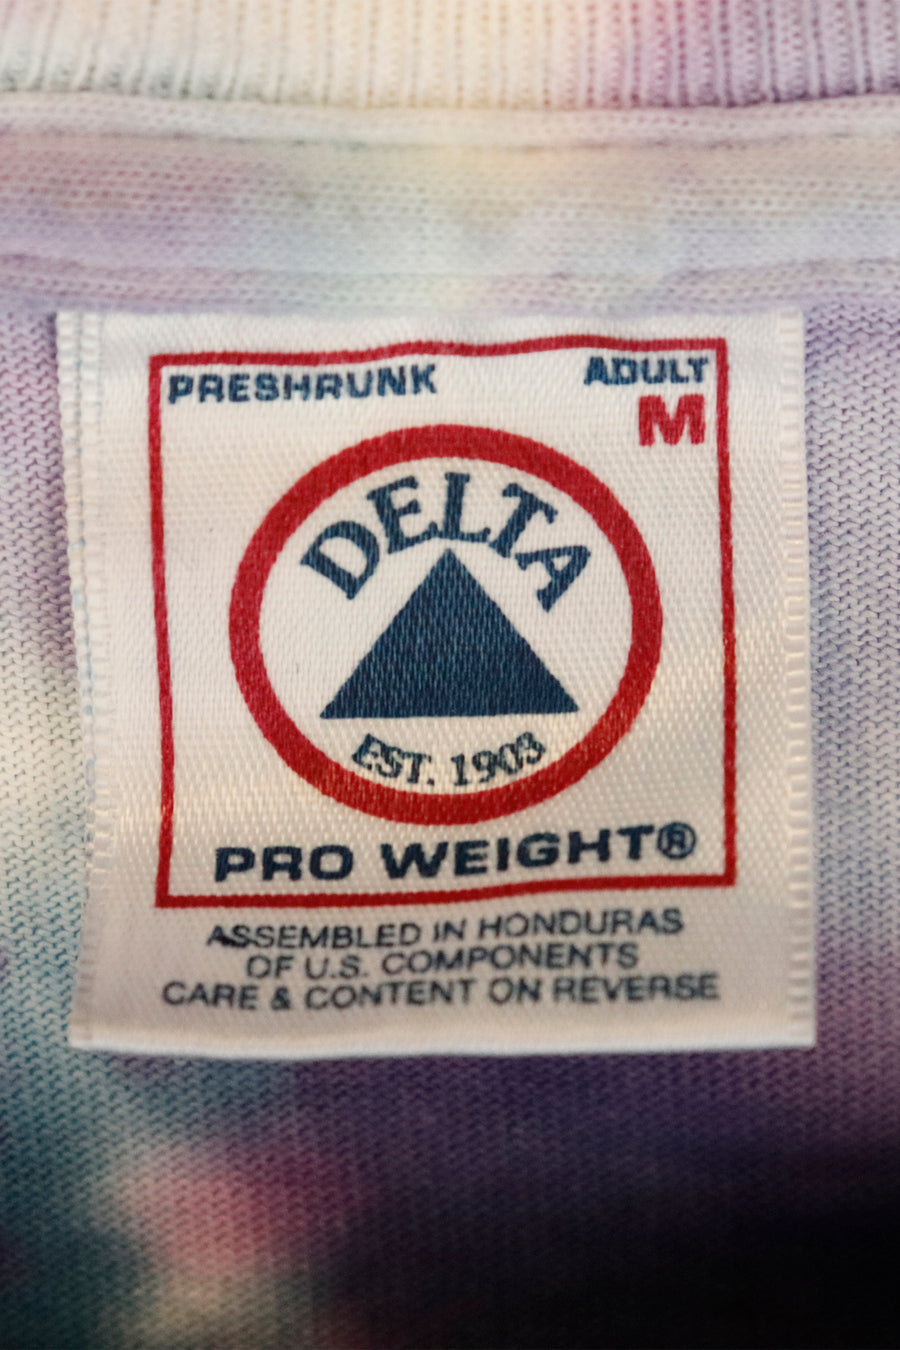 PRESHRUNK
ADULT
M
DELTA
EST. 1903
PRO WEIGHT®
ASSEMBLED IN HONDURAS
OF U.S. COMPONENTS
CARE & CONTENT ON REVERSE